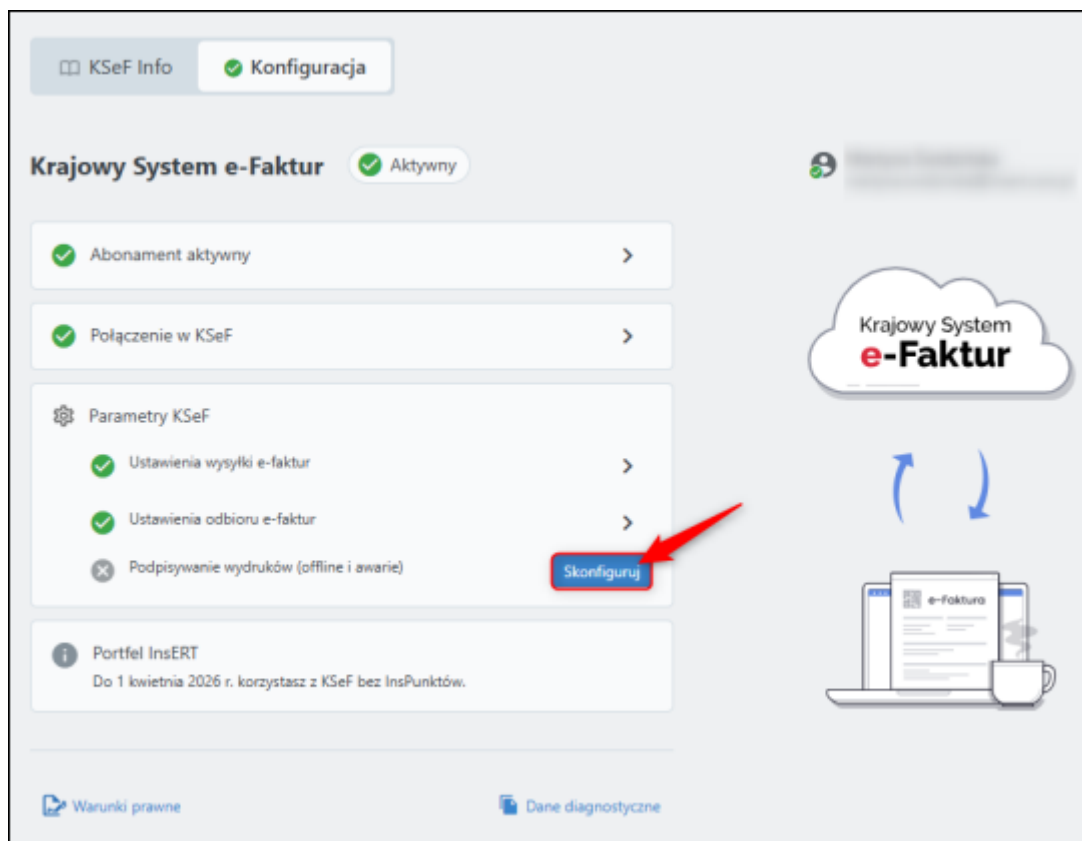 KSeF Info
Konfiguracja
Krajowy System e-Faktur
Aktywny
Abonament aktywny
Połączenie w KSeF
Parametry KSeF
Ustawienia wysyłki e-faktur
Ustawienia odbioru e-faktur
Podpisywanie wydruków (offline i awarie)
Skonfiguruj
Portfel InsERT
Do 1 kwietnia 2026 r. korzystasz z KSeF bez InsPunktów.
Warunki prawne
Dane diagnostyczne
Krajowy System
e-Faktur
e-Faktura